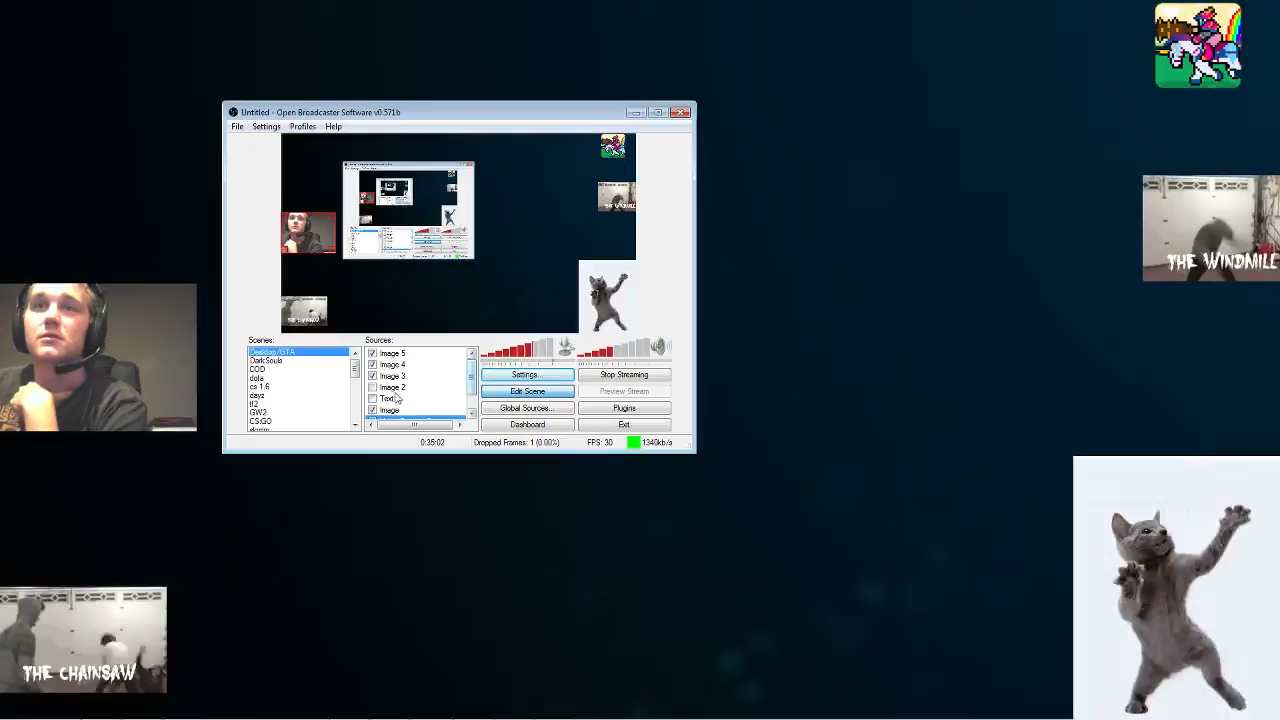 Untitled - Open Broadcaster Software v0.571b
File Settings Profiles Help
THE WINDMILL
Scenes:
Sources:
Desktop/GTA
DarkSouls
COD
dota
cs 1:6
dayz
tf2
GW2
CS:GO
Image 5
Image 4
Image 3
Image 2
Text
Image
Settings...
Stop Streaming
Edit Scene
Preview Stream
Global Sources...
Plugins
Dashboard
Exit
0:35:02
Dropped Frames: 1 (0.00%)
FPS: 30
1340kb/s
THE CHAINSAW